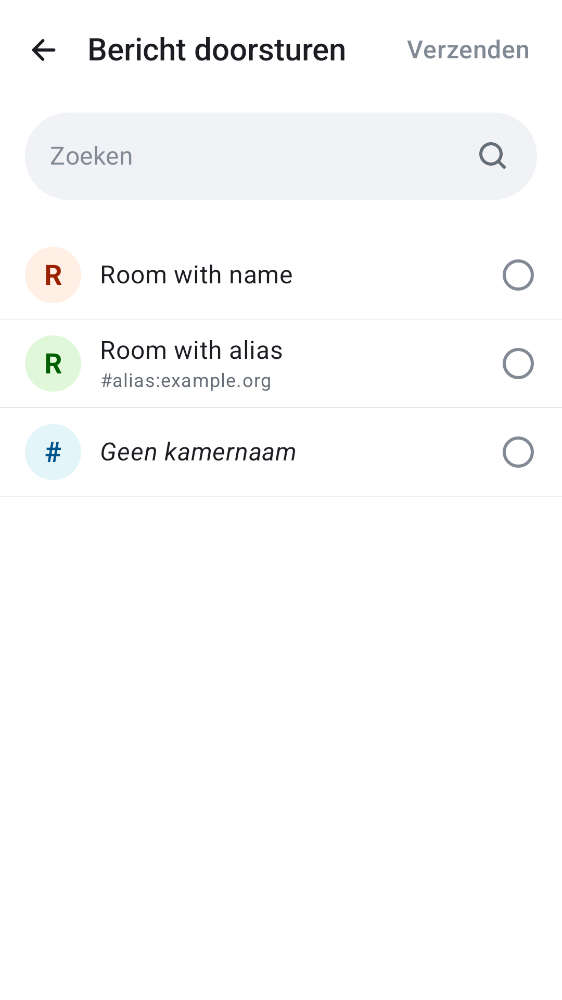 Bericht doorsturen Verzenden
Zoeken
R Room with name
R Room with alias
#alias:example.org
# Geen kamernaam